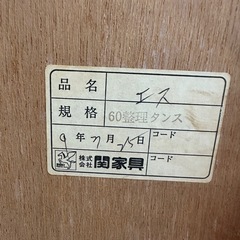 品名 エス
規格 60整理タンス
9年7月25日 コード
株式会社 関家具 コード